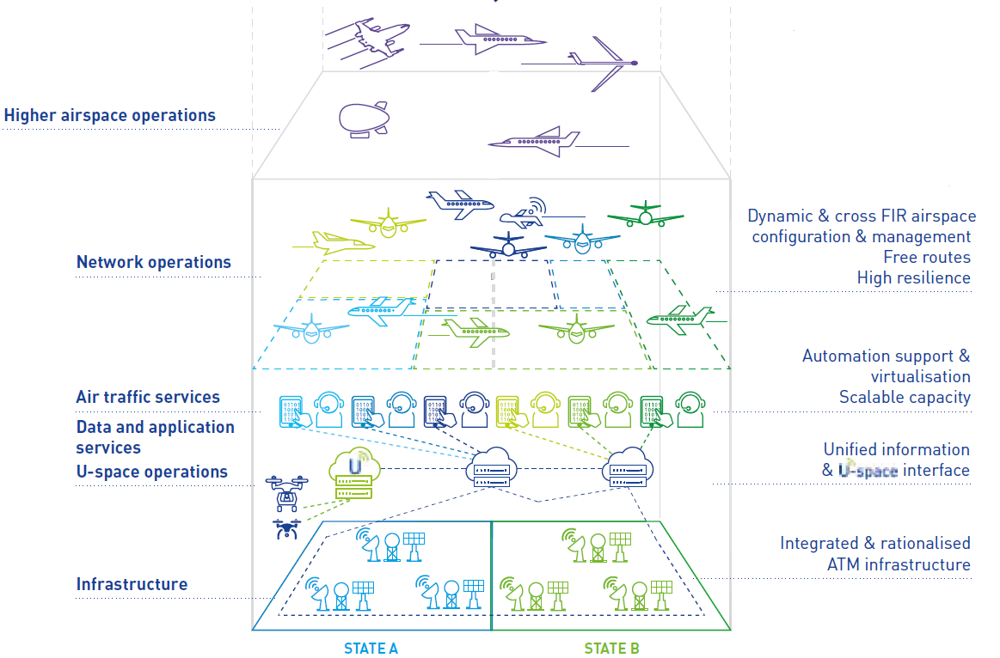 Higher airspace operations
Dynamic & cross FIR airspace
configuration & management
Free routes
High resilience
Network operations
Automation support &
virtualisation
Scalable capacity
Air traffic services
Data and application
services
U-space operations
U
Unified information
& U-space interface
Integrated & rationalised
ATM infrastructure
Infrastructure
STATE A
STATE B